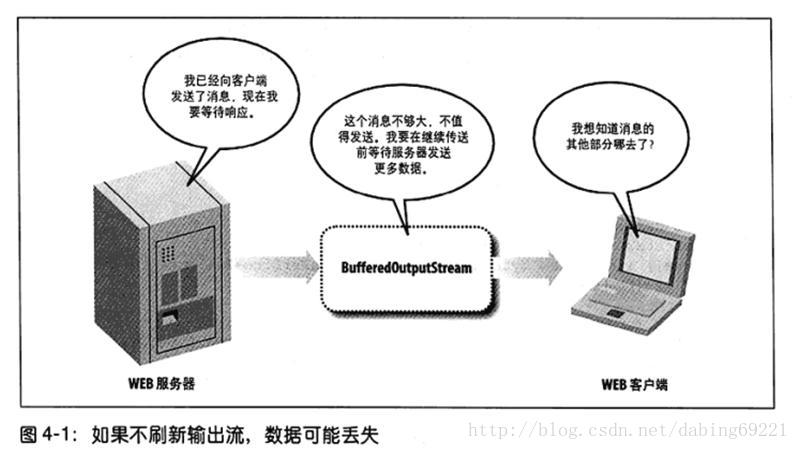 我已经向客户端
发送了消息，现在我
要等待响应。
这个消息不够大，不值
得发送。我要在继续传送
前等待服务器发送
更多数据。
我想知道消息的
其他部分哪去了？
BufferedOutputStream
WEB 服务器
WEB 客户端
图 4-1：如果不刷新输出流，数据可能丢失
http://blog.csdn.net/dabing69221